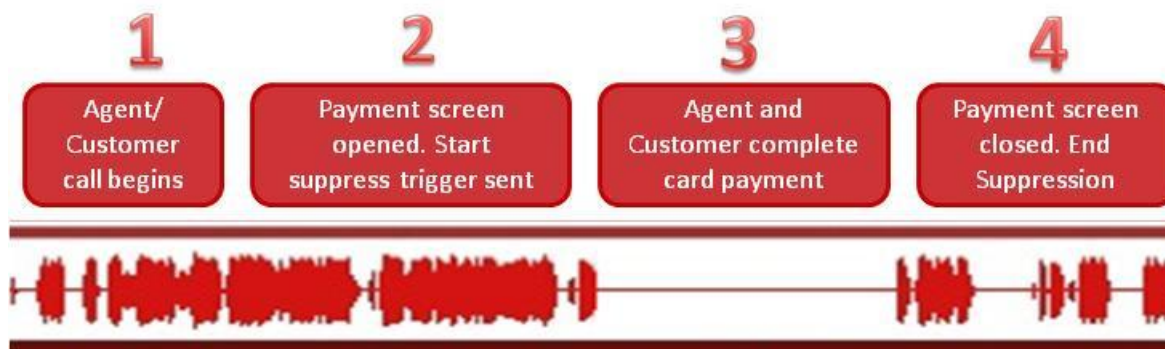 1
Agent/
Customer
call begins
2
Payment screen
opened. Start
suppress trigger sent
3
Agent and
Customer complete
card payment
4
Payment screen
closed. End
Suppression